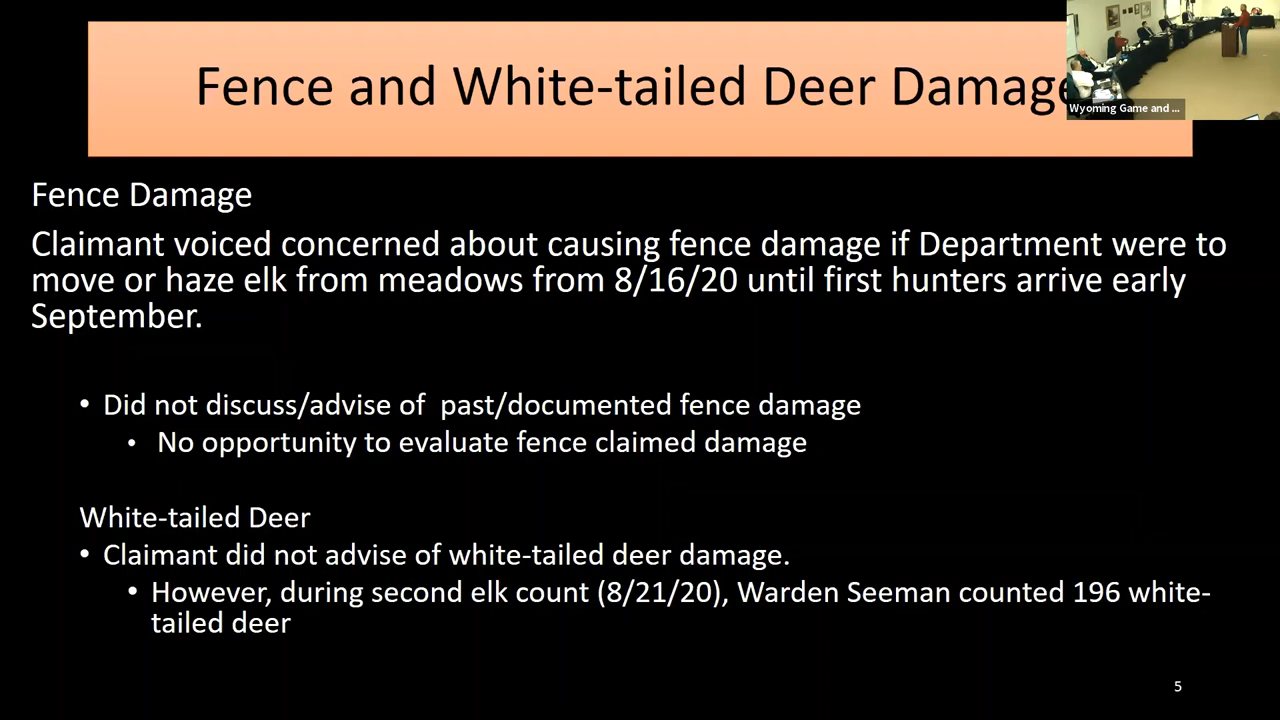 Fence and White-tailed Deer Damage
Wyoming Game and ...
Fence Damage
Claimant voiced concerned about causing fence damage if Department were to
move or haze elk from meadows from 8/16/20 until first hunters arrive early
September.
• Did not discuss/advise of past/documented fence damage
• No opportunity to evaluate fence claimed damage
White-tailed Deer
• Claimant did not advise of white-tailed deer damage.
• However, during second elk count (8/21/20), Warden Seeman counted 196 white-
tailed deer
5